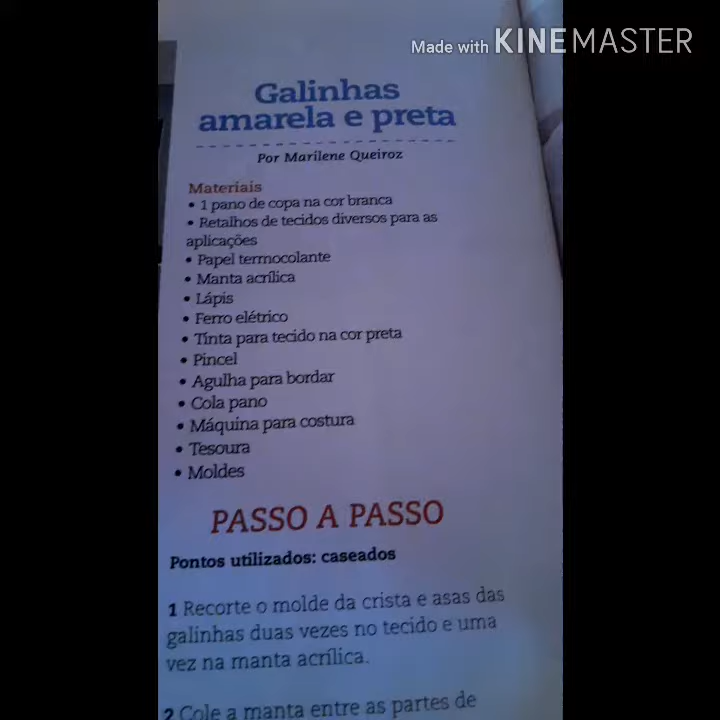 Made with KINEMASTER
Galinhas
amarela e preta
Por Marilene Queiroz
Materiais
• 1 pano de copa na cor branca
• Retalhos de tecidos diversos para as
aplicações
• Papel termocolante
• Manta acrílica
• Lápis
• Ferro elétrico
• Tinta para tecido na cor preta
• Pincel
• Agulha para bordar
• Cola pano
• Máquina para costura
• Tesoura
• Moldes
PASSO A PASSO
Pontos utilizados: caseados
1 Recorte o molde da crista e asas das
galinhas duas vezes no tecido e uma
vez na manta acrílica.
2 Cole a manta entre as partes de